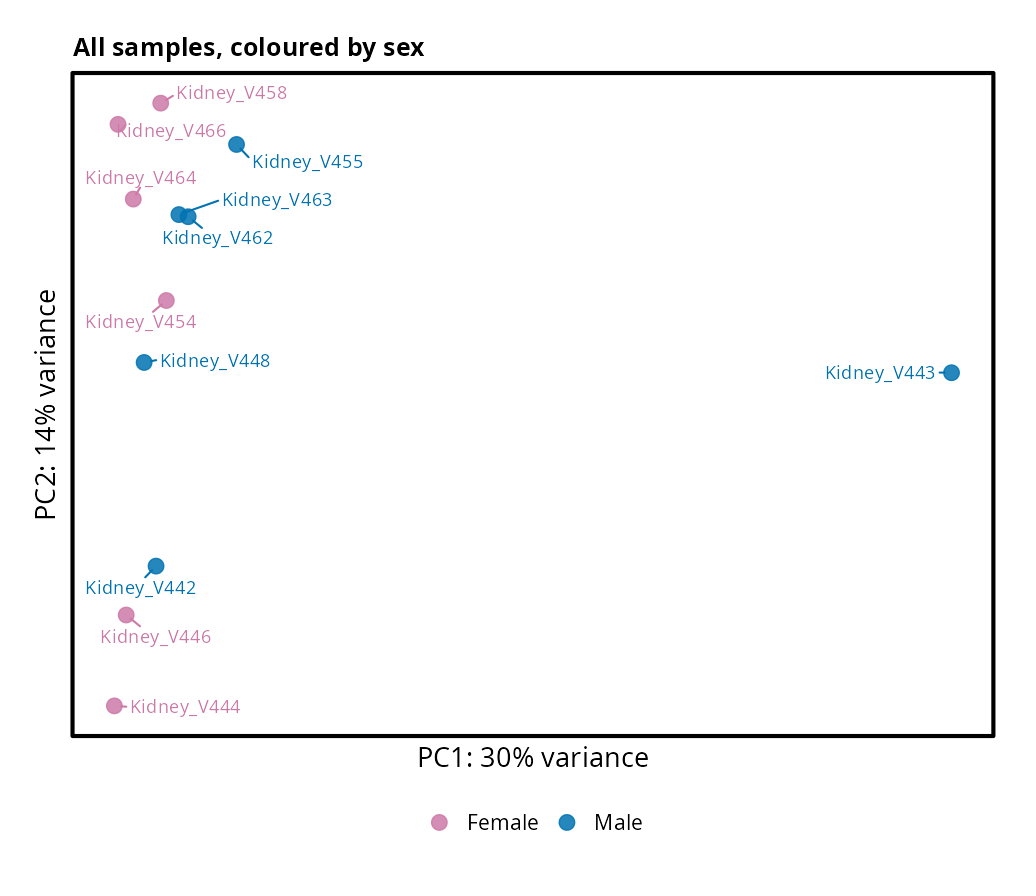 All samples, coloured by sex
Kidney_V458
Kidney_V466
Kidney_V455
Kidney_V464
Kidney_V463
Kidney_V462
Kidney_V454
Kidney_V448
Kidney_V443
Kidney_V442
Kidney_V446
Kidney_V444
PC2: 14% variance
PC1: 30% variance
Female Male